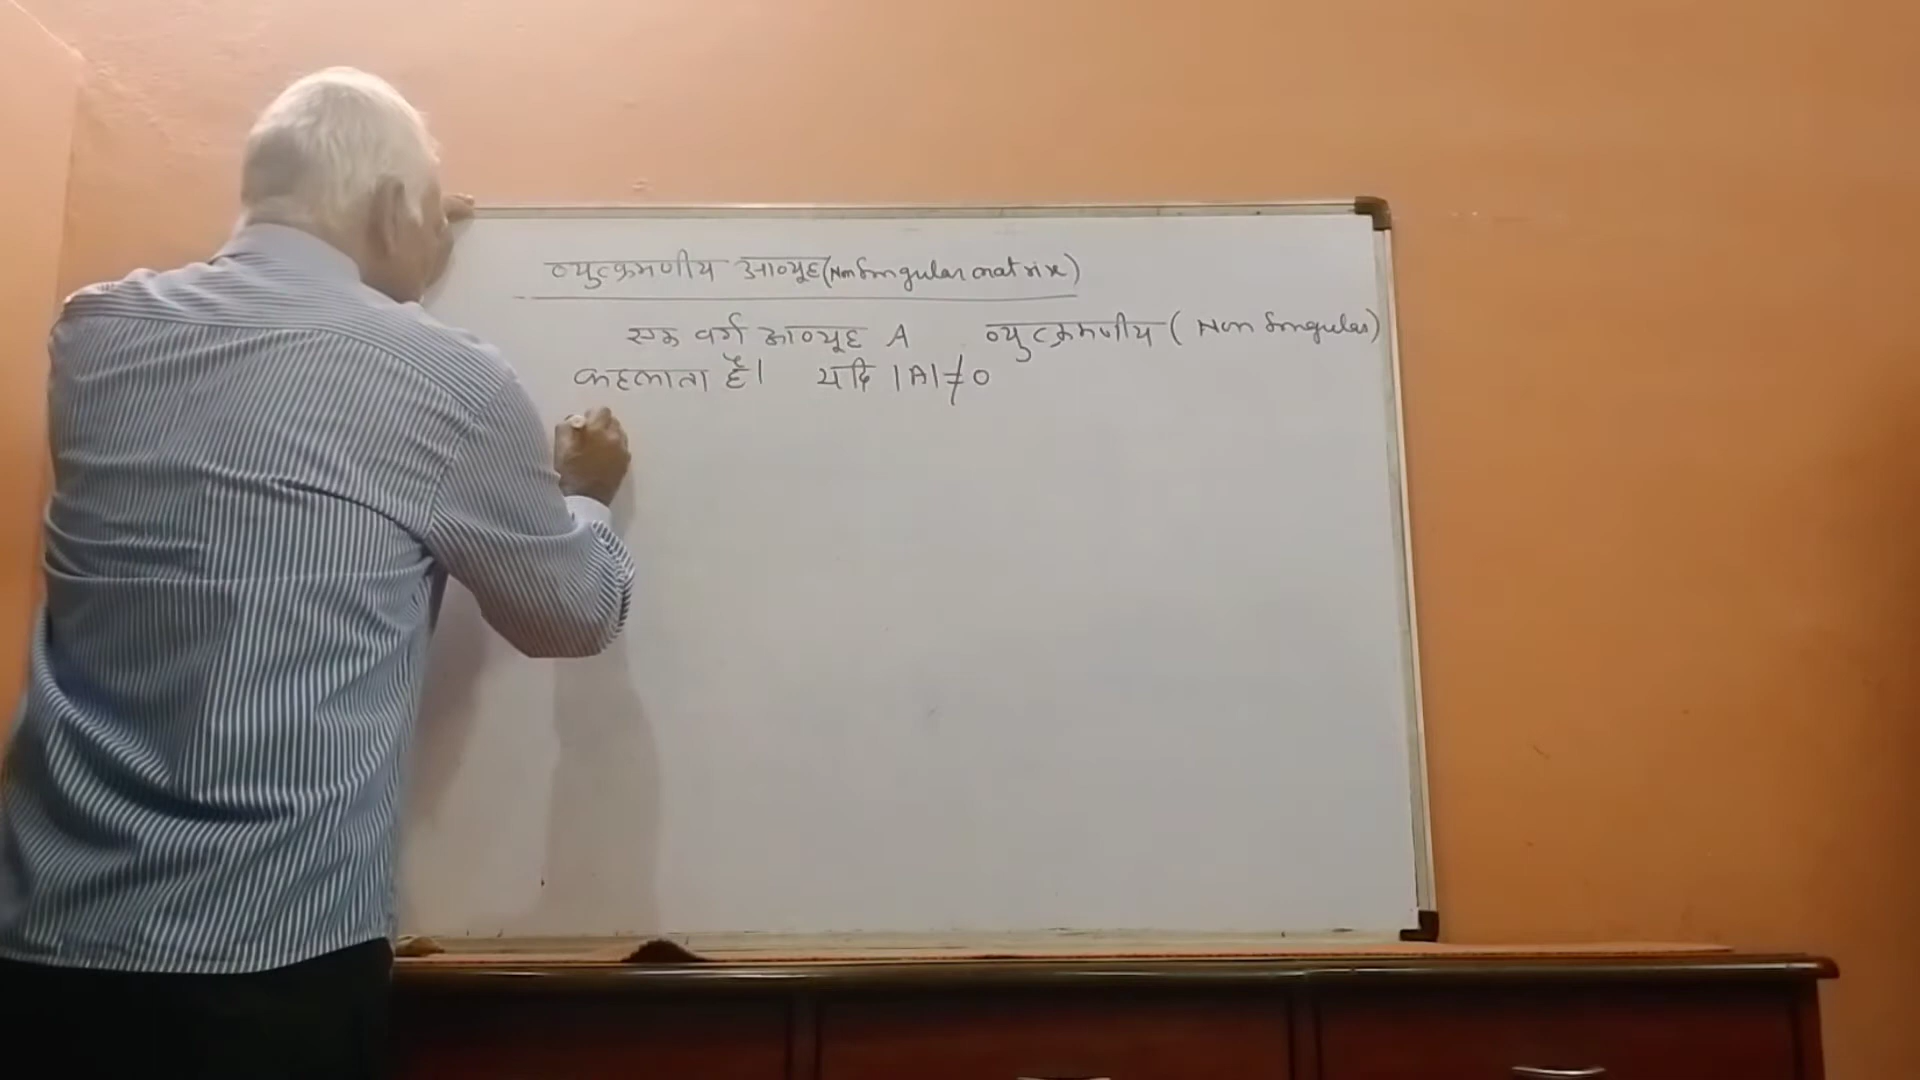 व्युत्क्रमणीय आव्यूह (Non Singular matrix)
एक वर्ग आव्यूह A व्युत्क्रमणीय ( Non Singular)
कहलाता है। यदि |A| ≠ 0